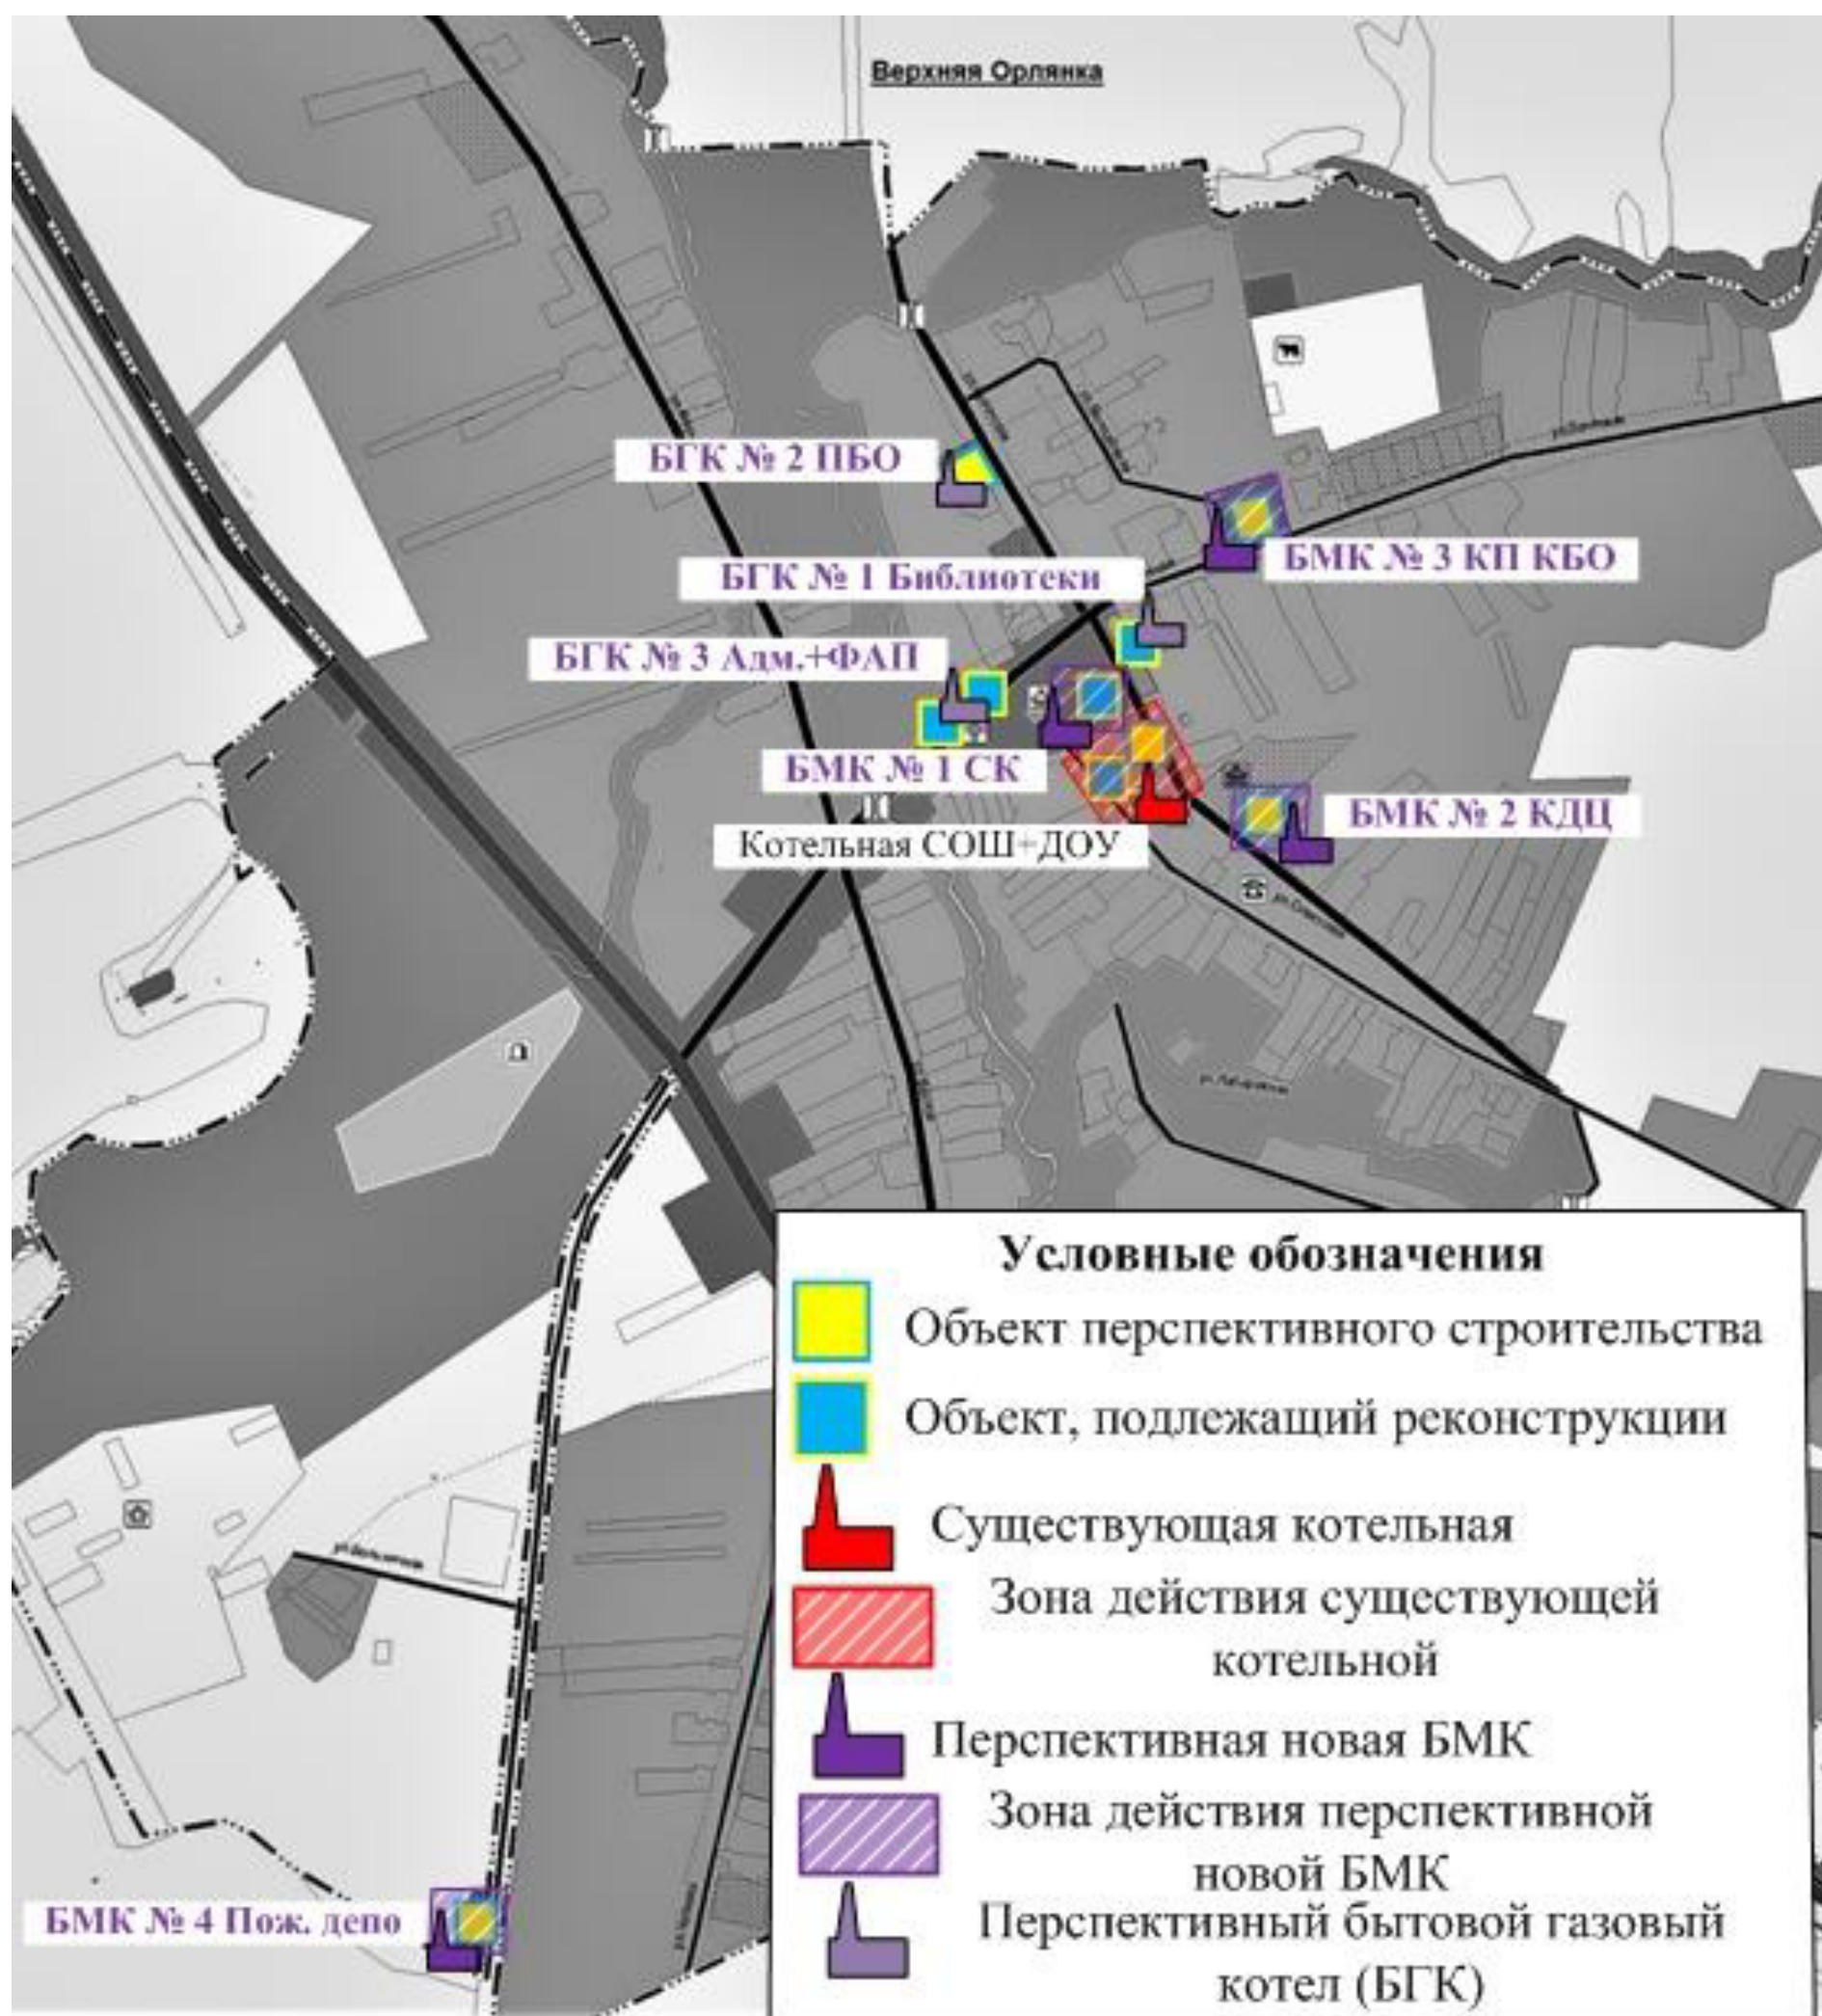 Верхняя Орлянка
БГК № 2 ПБО
БМК № 3 КП КБО
БГК № 1 Библиотеки
БГК № 3 Адм.+ФАП
БМК № 1 СК
БМК № 2 КДЦ
Котельная СОШ+ДОУ
Условные обозначения
Объект перспективного строительства
Объект, подлежащий реконструкции
Существующая котельная
Зона действия существующей
котельной
Перспективная новая БМК
Зона действия перспективной
новой БМК
Перспективный бытовой газовый
котел (БГК)
БМК № 4 Пож. депо